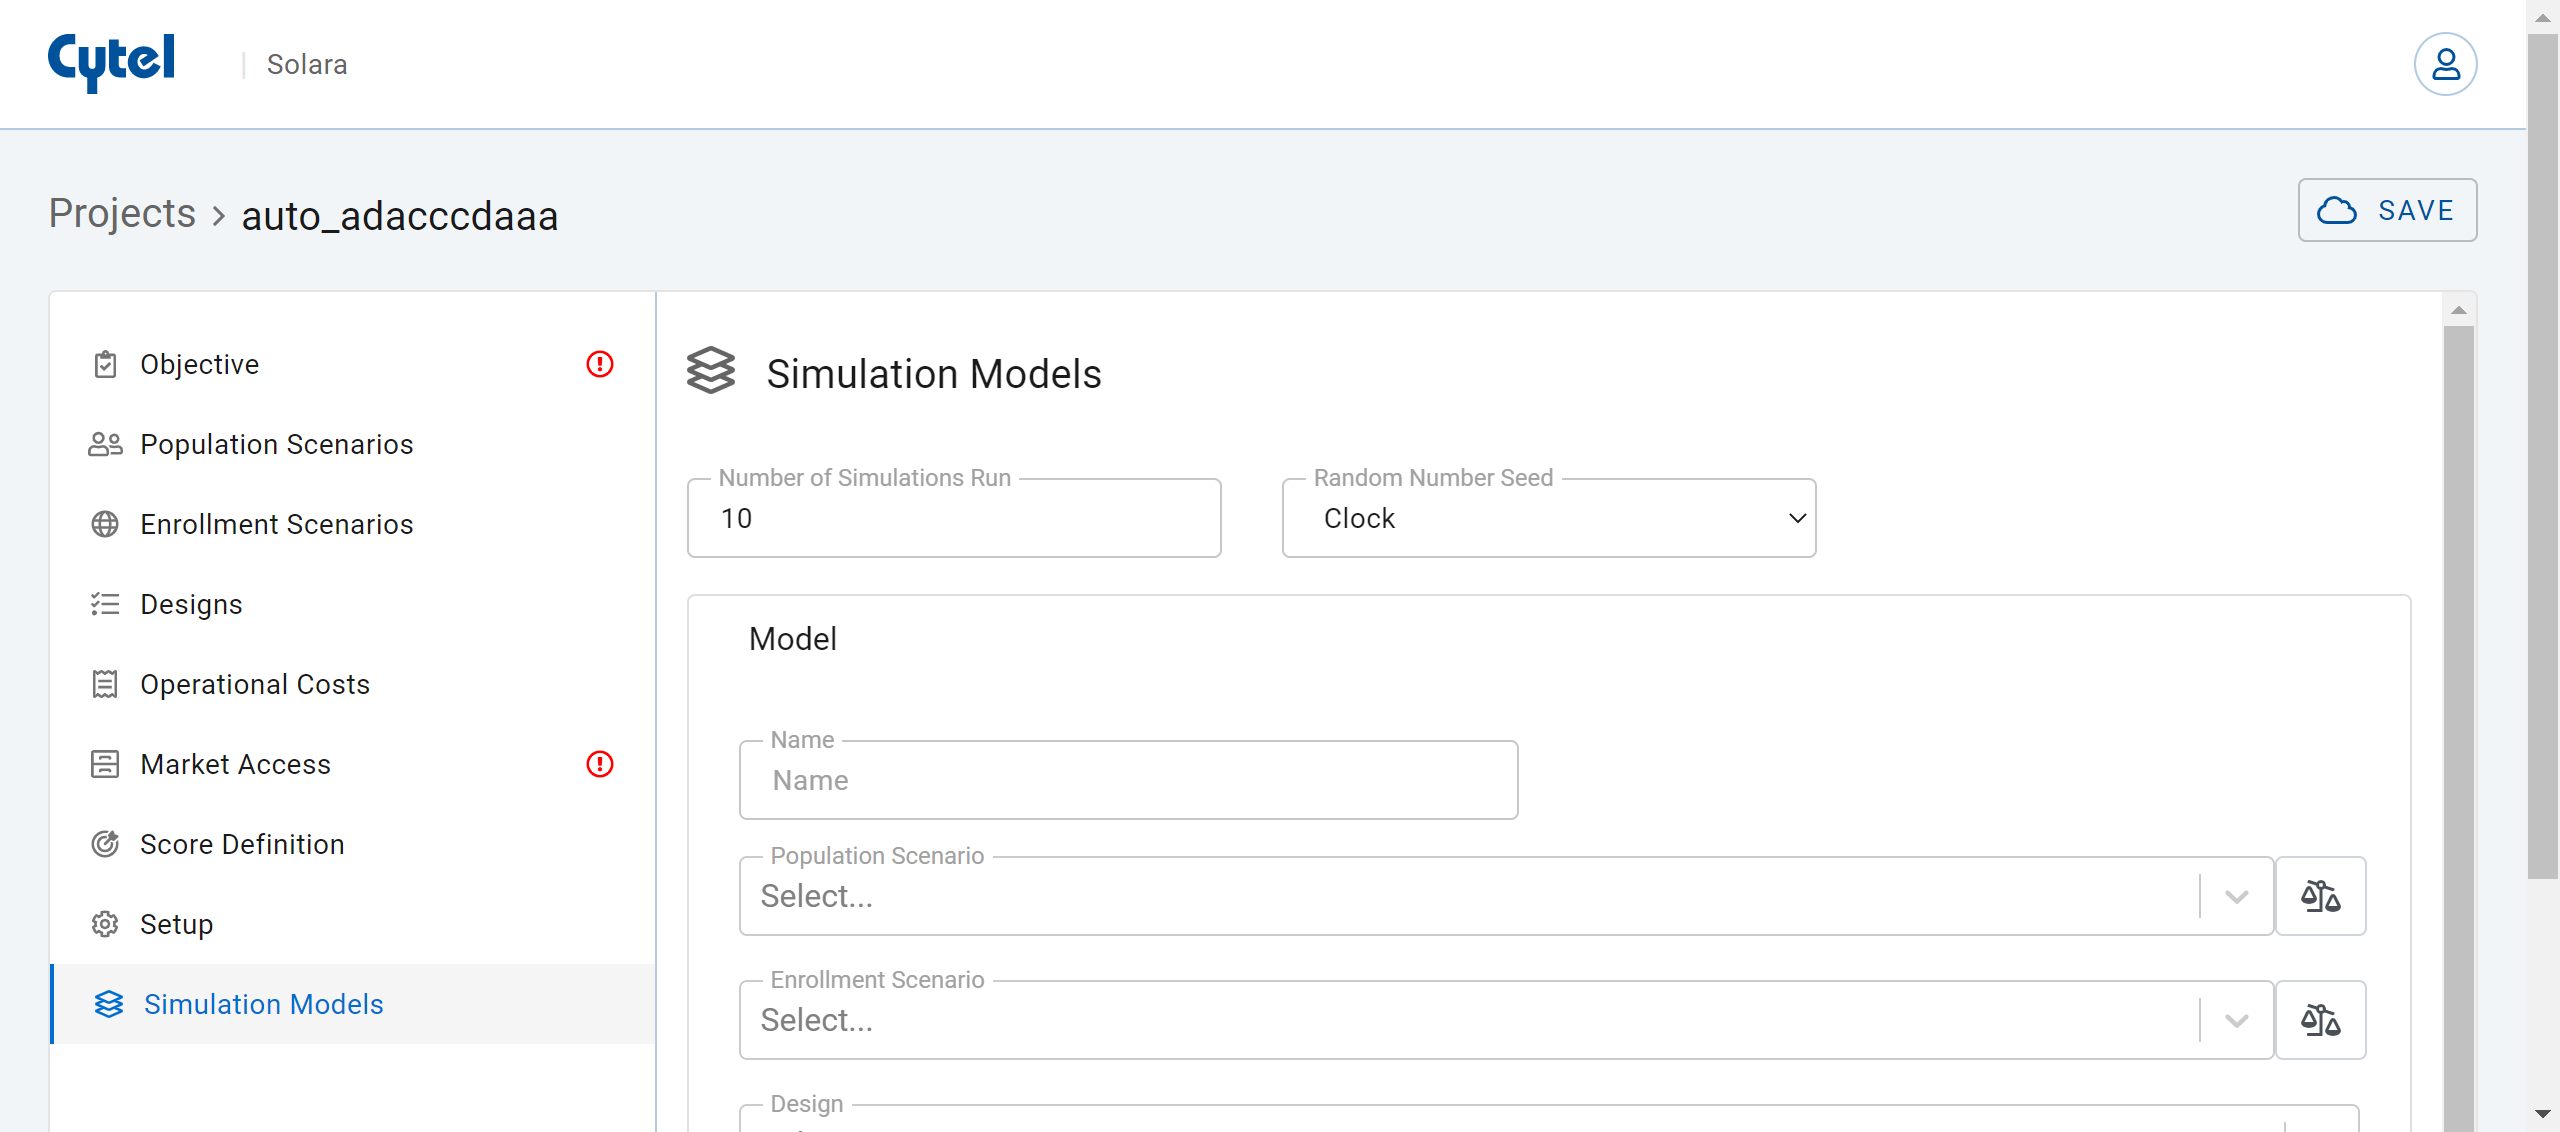 Cytel
Solara
Projects > auto_adacccdaaa
SAVE
Objective
Population Scenarios
Enrollment Scenarios
Designs
Operational Costs
Market Access
Score Definition
Setup
Simulation Models
Simulation Models
Number of Simulations Run
10
Random Number Seed
Clock
Model
Name
Name
Population Scenario
Select...
Enrollment Scenario
Select...
Design